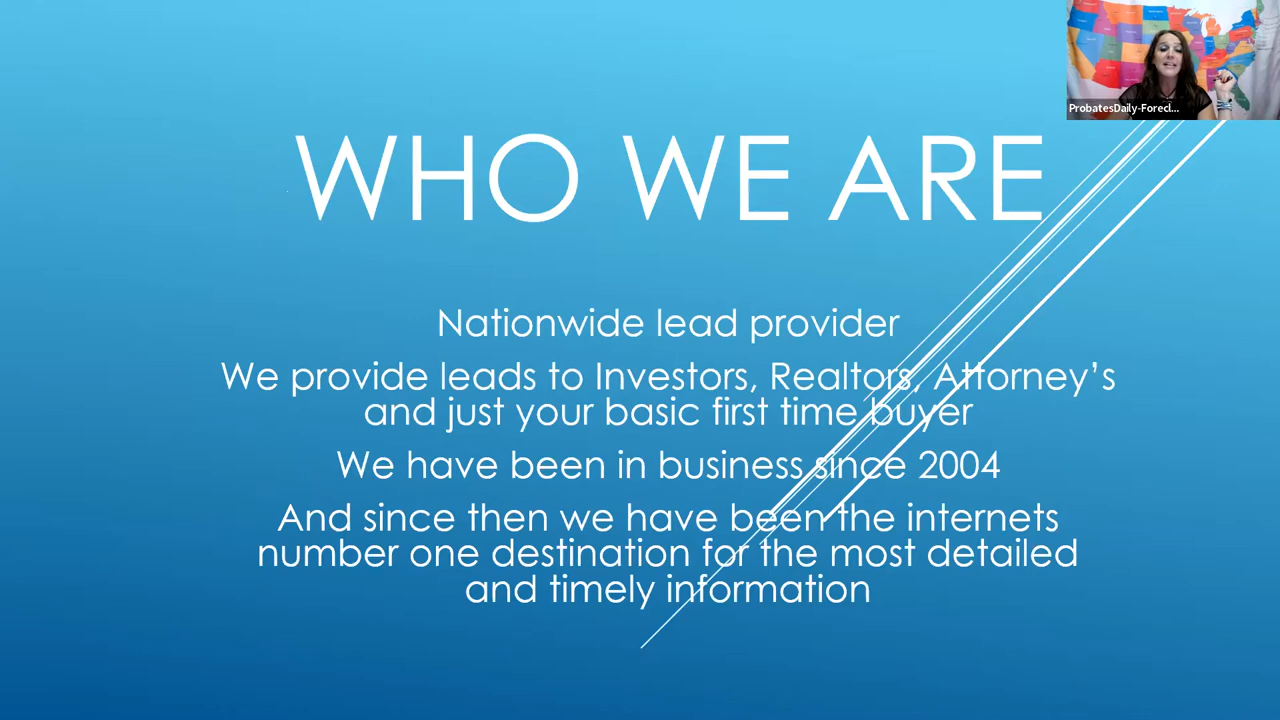 ProbatesDaily-Forecl...
WHO WE ARE
Nationwide lead provider
We provide leads to Investors, Realtors, Attorney’s
and just your basic first time buyer
We have been in business since 2004
And since then we have been the internets
number one destination for the most detailed
and timely information